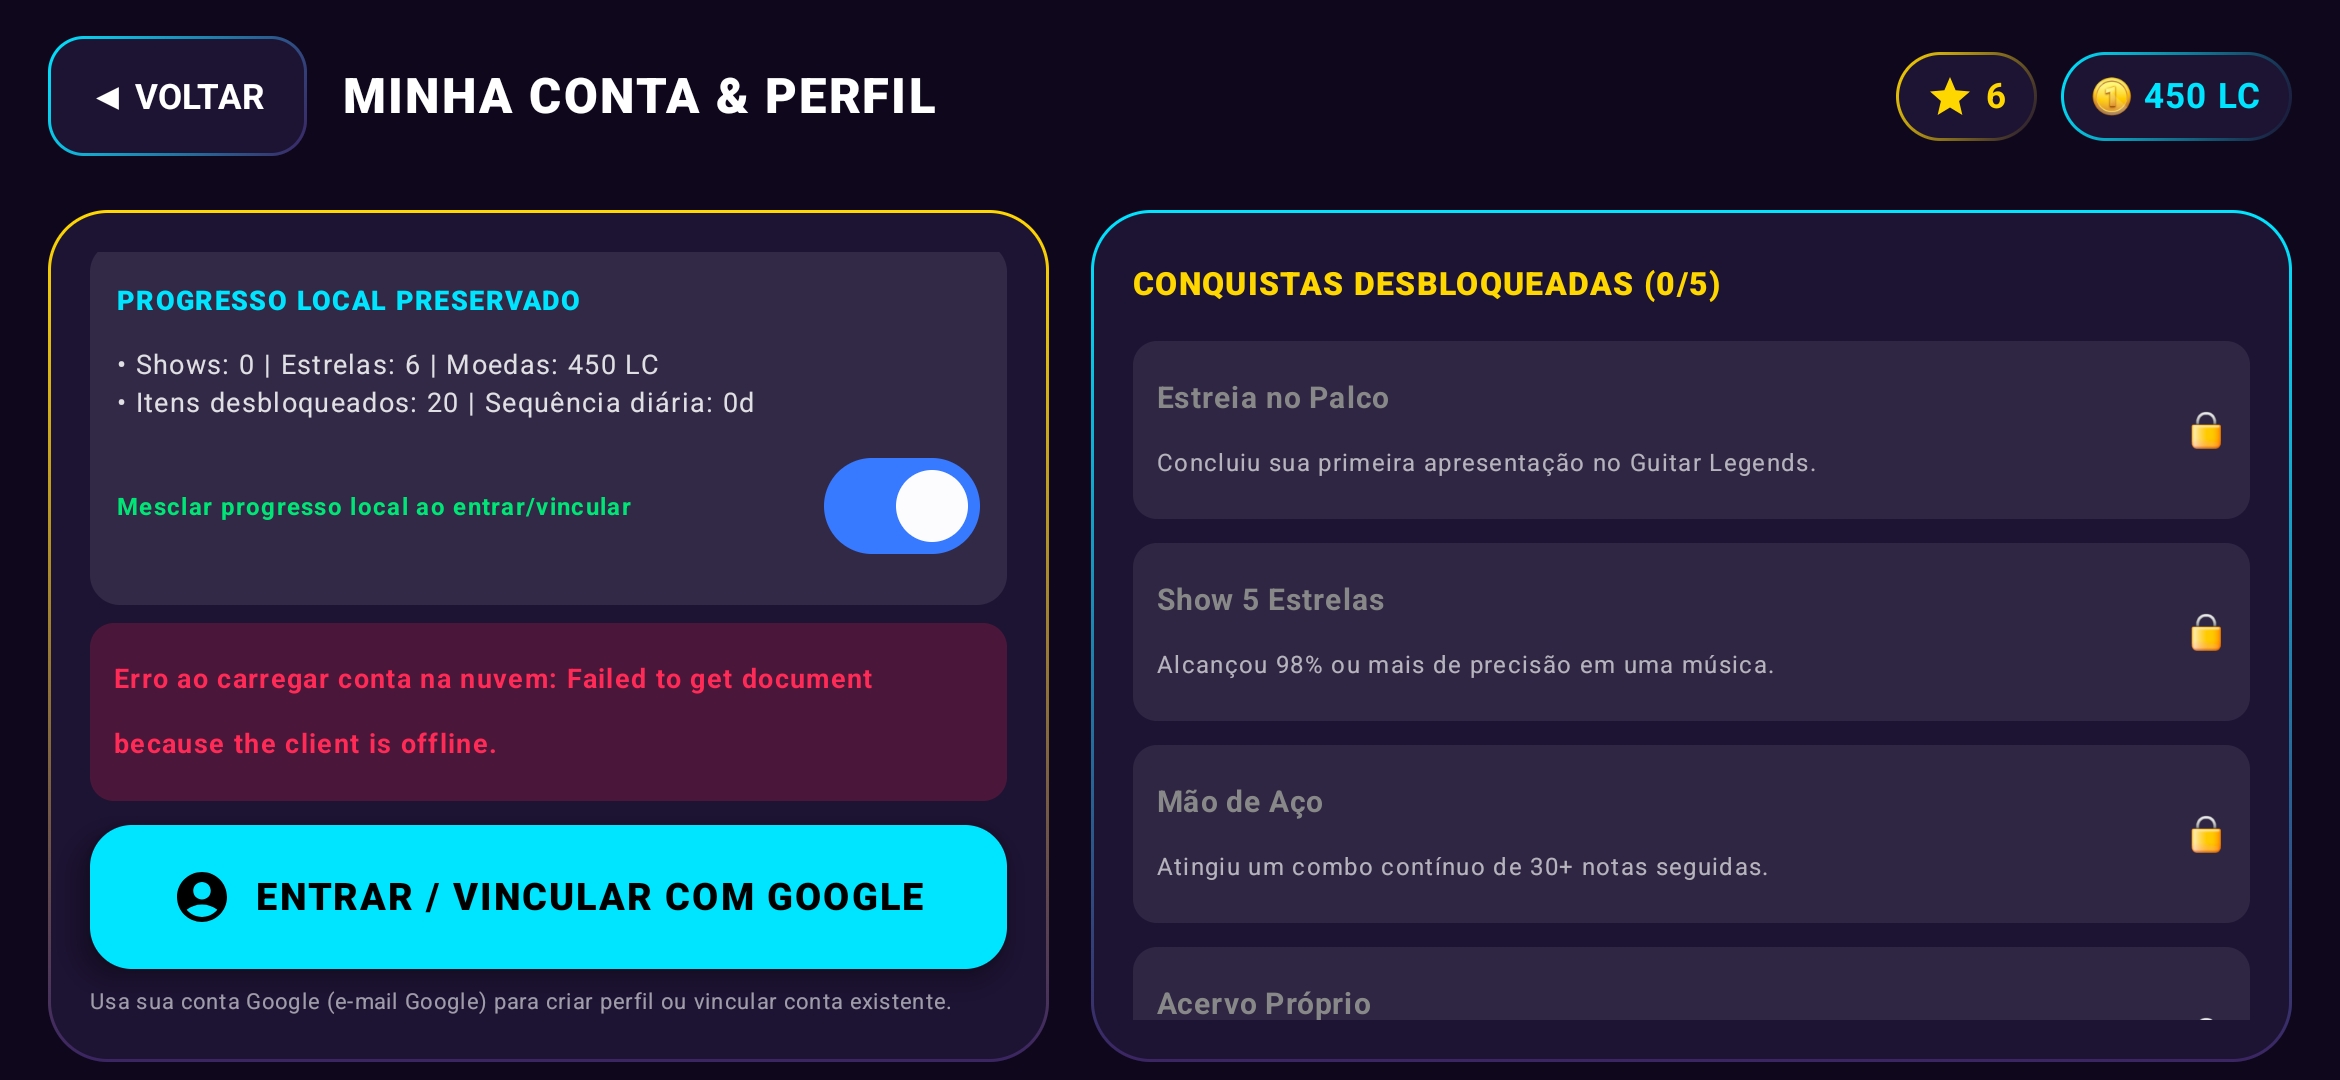 ◀ VOLTAR
MINHA CONTA & PERFIL
6
450 LC
PROGRESSO LOCAL PRESERVADO
• Shows: 0 | Estrelas: 6 | Moedas: 450 LC
• Itens desbloqueados: 20 | Sequência diária: 0d
Mesclar progresso local ao entrar/vincular
Erro ao carregar conta na nuvem: Failed to get document
because the client is offline.
ENTRAR / VINCULAR COM GOOGLE
Usa sua conta Google (e-mail Google) para criar perfil ou vincular conta existente.
CONQUISTAS DESBLOQUEADAS (0/5)
Estreia no Palco
Concluiu sua primeira apresentação no Guitar Legends.
Show 5 Estrelas
Alcançou 98% ou mais de precisão em uma música.
Mão de Aço
Atingiu um combo contínuo de 30+ notas seguidas.
Acervo Próprio